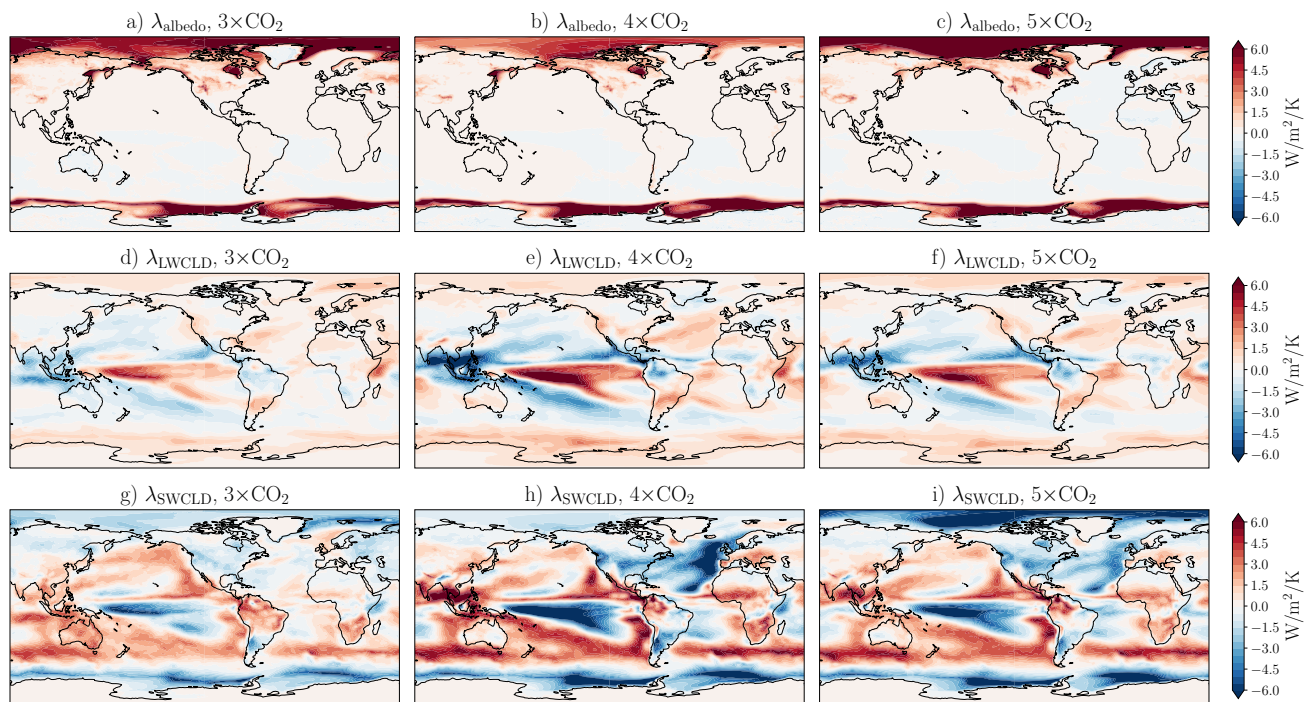 a) λalbedo, 3×CO₂
b) λalbedo, 4×CO₂
c) λalbedo, 5×CO₂
6.0
4.5
3.0
1.5
0.0
−1.5
−3.0
−4.5
−6.0
W/m²/K
d) λLWCLD, 3×CO₂
e) λLWCLD, 4×CO₂
f) λLWCLD, 5×CO₂
6.0
4.5
3.0
1.5
0.0
−1.5
−3.0
−4.5
−6.0
W/m²/K
g) λSWCLD, 3×CO₂
h) λSWCLD, 4×CO₂
i) λSWCLD, 5×CO₂
6.0
4.5
3.0
1.5
0.0
−1.5
−3.0
−4.5
−6.0
W/m²/K